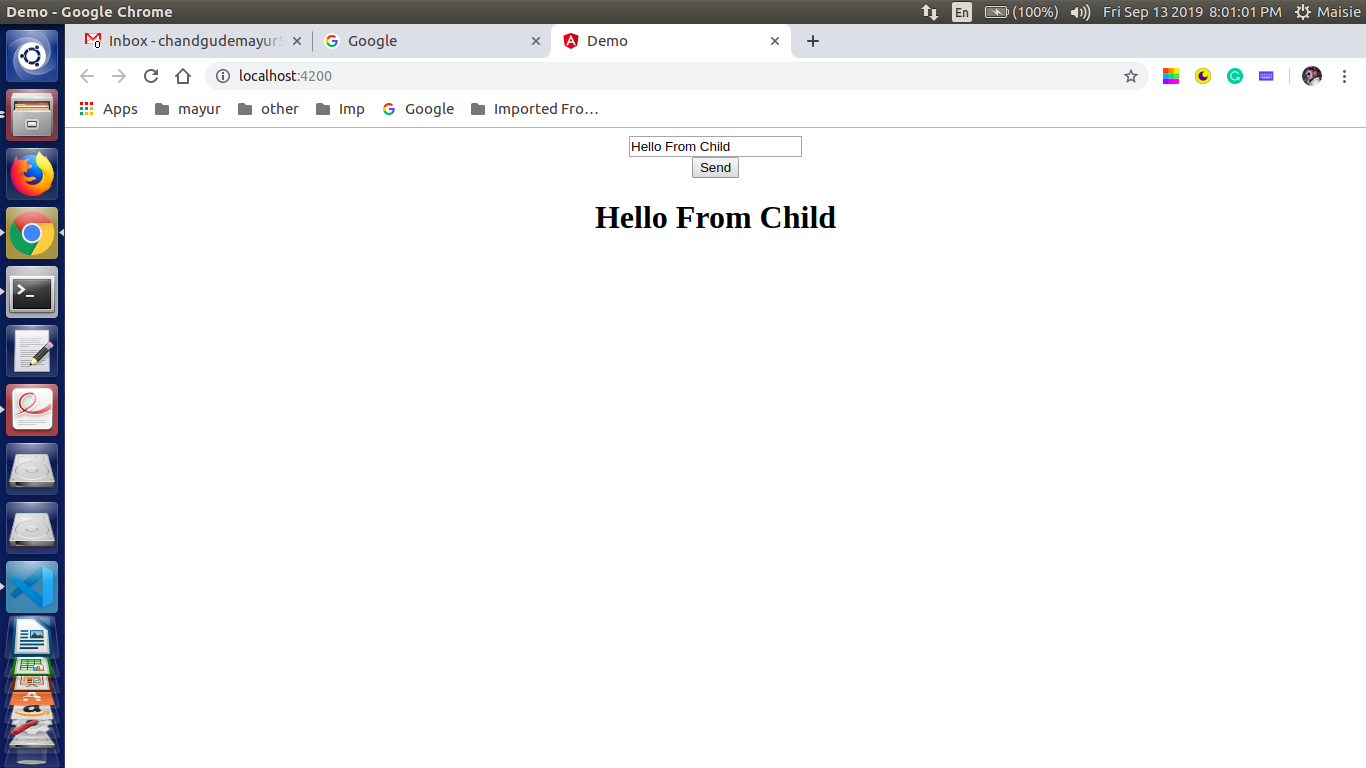 Demo - Google Chrome
En (100%) Fri Sep 13 2019 8:01:01 PM Maisie
Inbox - chandgudemayur
Google
Demo
localhost:4200
Apps mayur other Imp Google Imported Fro…
Hello From Child
Send
Hello From Child